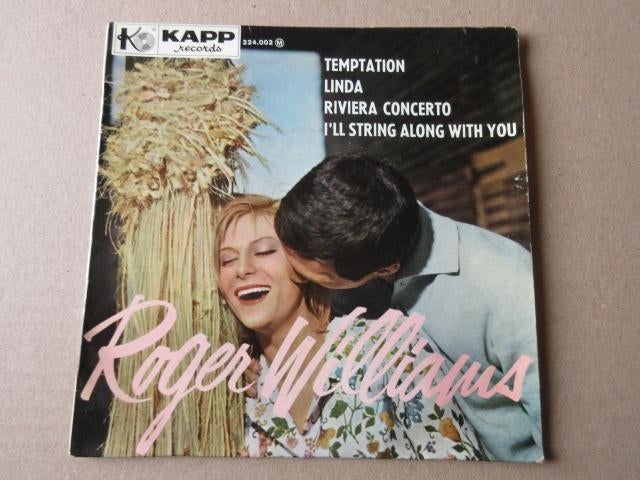 K KAPP
records
224.002 M
TEMPTATION
LINDA
RIVIERA CONCERTO
I'LL STRING ALONG WITH YOU
Roger Williams